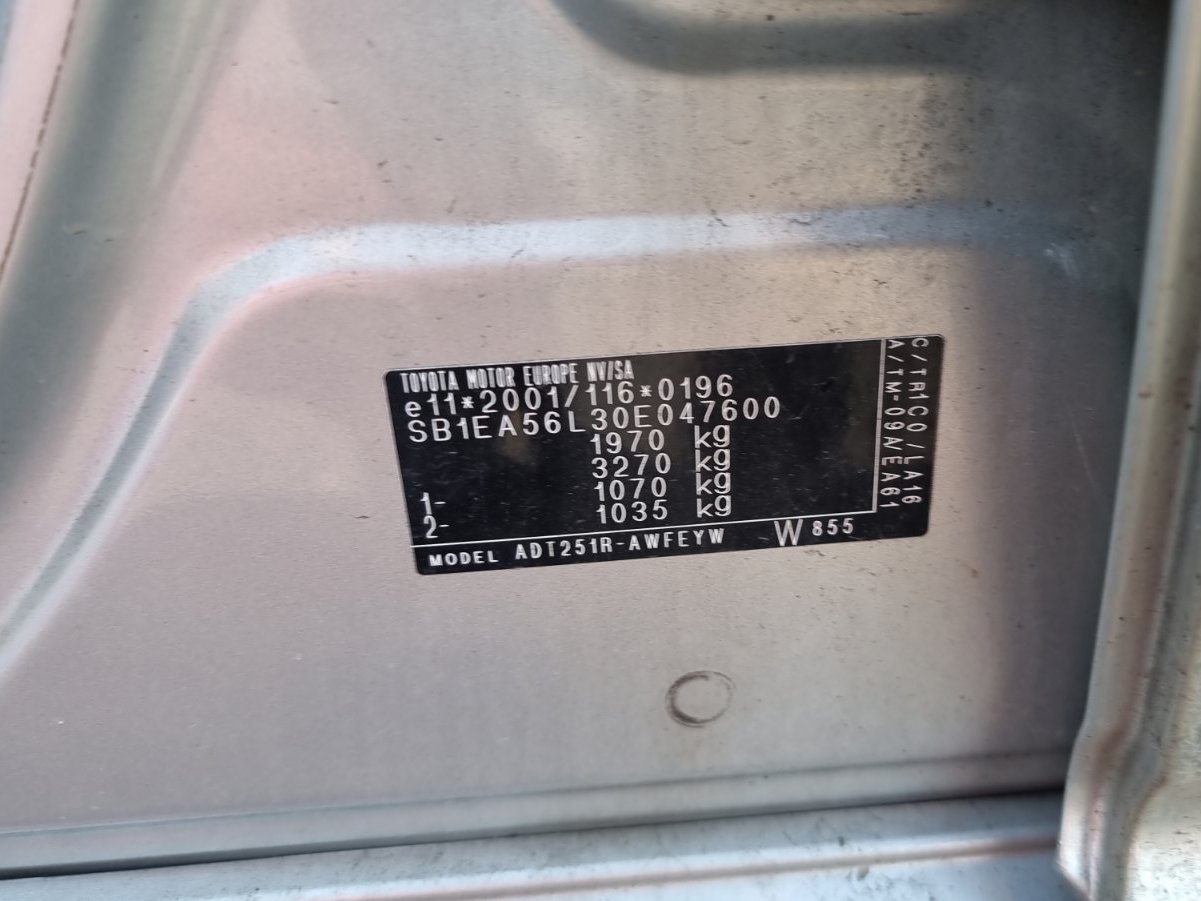 TOYOTA MOTOR EUROPE NV/SA
e11*2001/116*0196
SB1EA56L30E047600
1970 kg
3270 kg
1- 1070 kg
2- 1035 kg
MODEL ADT251R-AWFEYW W855
C/TR1C0/LA16
A/TM-09A/EA61